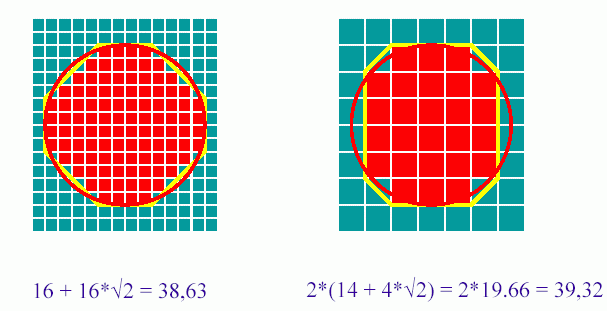 16 + 16*√2 = 38,63
2*(14 + 4*√2) = 2*19.66 = 39,32